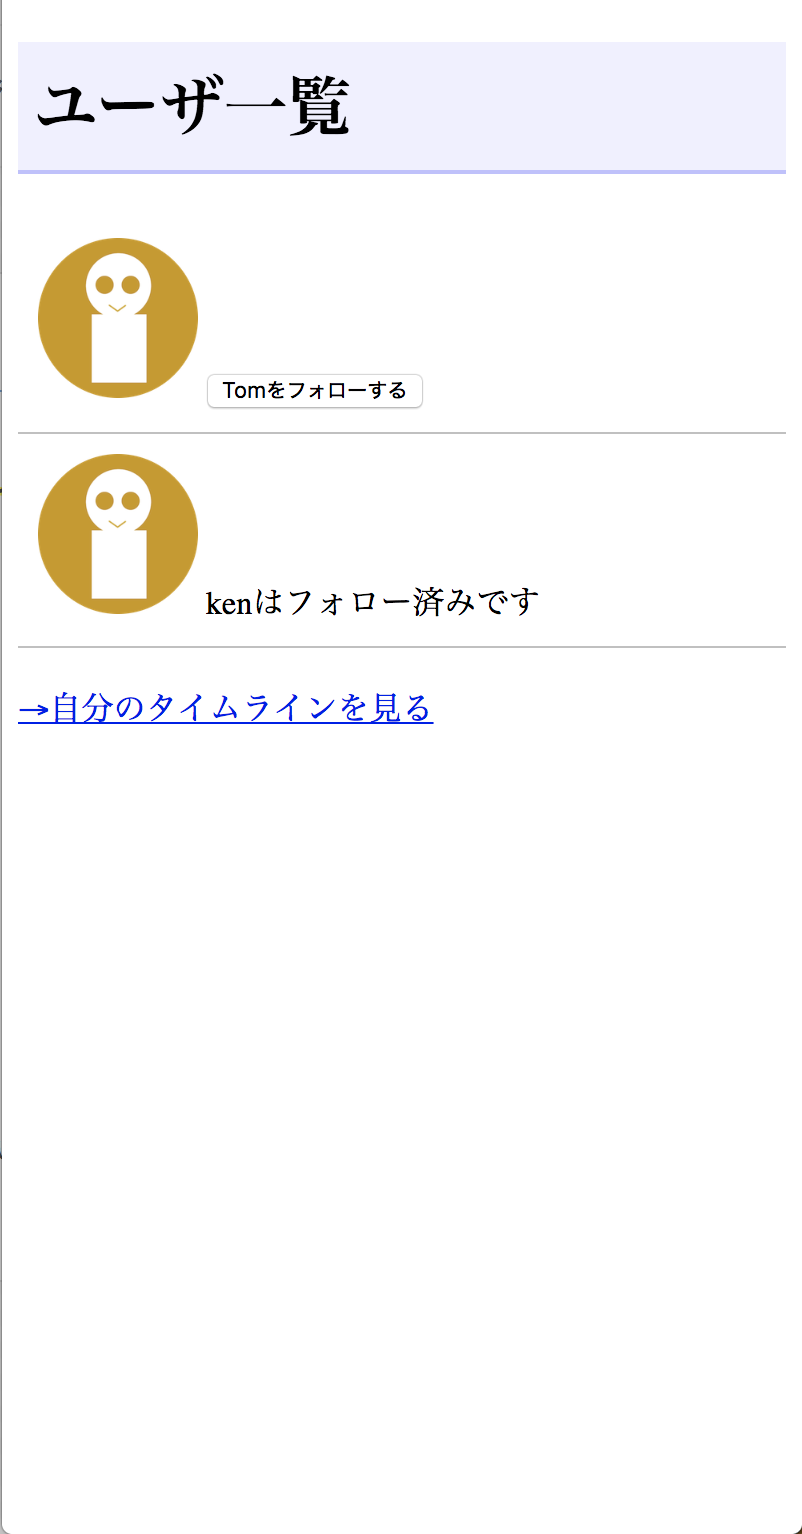 ユーザ一覧
Tomをフォローする
kenはフォロー済みです
→自分のタイムラインを見る